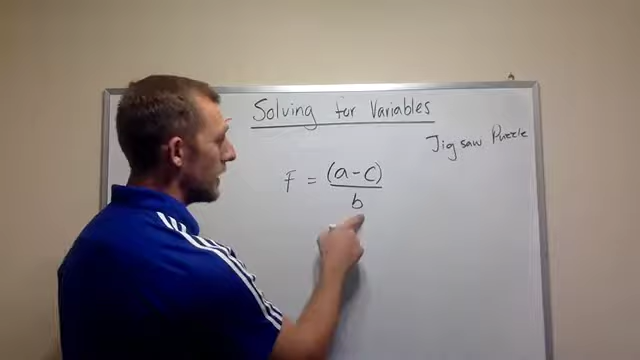 Solving for Variables
Jigsaw Puzzle
F = (a-c)
b